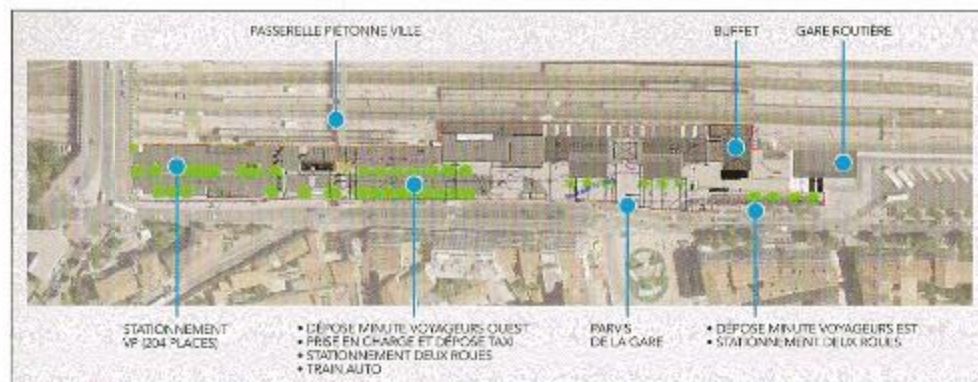 PASSERELLE PIÉTONNE VILLE
BUFFET
GARE ROUTIÈRE
STATIONNEMENT
VP (204 PLACES)
• DÉPOSE MINUTE VOYAGEURS OUEST
• PRISE EN CHARGE ET DÉPOSE TAXI
• STATIONNEMENT DEUX ROUES
• TRAIN AUTO
PARVIS
DE LA GARE
• DÉPOSE MINUTE VOYAGEURS EST
• STATIONNEMENT DEUX ROUES